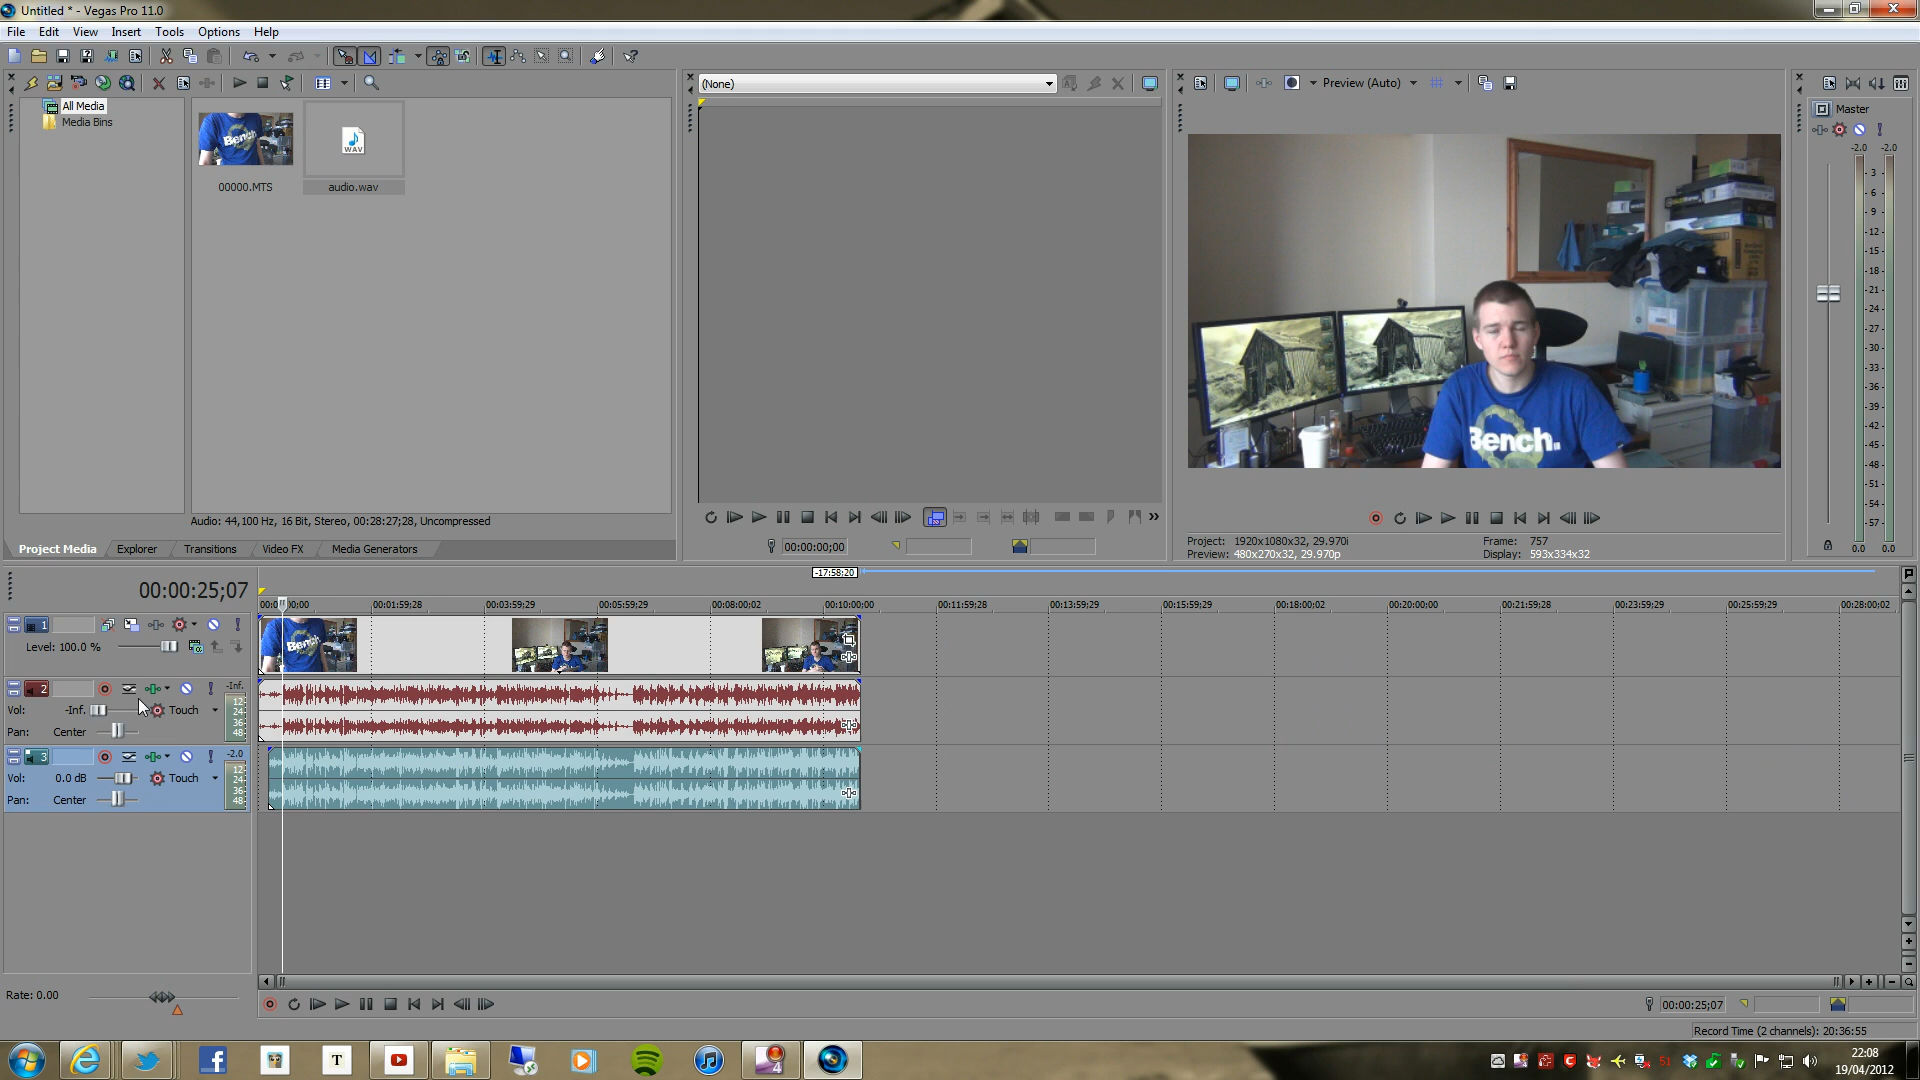 Untitled * - Vegas Pro 11.0
File Edit View Insert Tools Options Help
(None)
Preview (Auto)
All Media
Media Bins
00000.MTS
WAV
audio.wav
Master
-2.0 -2.0
- 3 -
- 6 -
- 9 -
- 12 -
- 15 -
- 18 -
- 21 -
- 24 -
- 27 -
- 30 -
- 33 -
- 36 -
- 39 -
- 42 -
- 45 -
- 48 -
- 51 -
- 54 -
- 57 -
0.0 0.0
Bench.
Audio: 44,100 Hz, 16 Bit, Stereo, 00:28:27;28, Uncompressed
Project Media Explorer Transitions Video FX Media Generators
00:00:00;00
Project: 1920x1080x32, 29.970i
Preview: 480x270x32, 29.970p
Frame: 757
Display: 593x334x32
-17:58;20
00:00:25;07
00:01:59;28 00:03:59;29 00:05:59;29 00:08:00;02 00:10:00;00 00:11:59;28 00:13:59;29 00:15:59;29 00:18:00;02 00:20:00;00 00:21:59;28 00:23:59;29 00:25:59;29 00:28:00;02
1
Level: 100.0 %
2
-Inf.
Vol: -Inf. Touch
Pan: Center
12
24
36
48
3
-2.0
Vol: 0.0 dB Touch
Pan: Center
12
24
36
48
Rate: 0.00
00:00:25;07
Record Time (2 channels): 20:36:55
T
4
51
22:08
19/04/2012